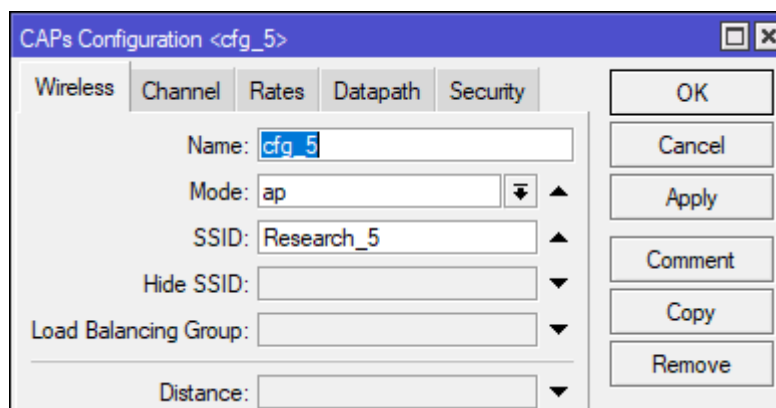 CAPs Configuration <cfg_5>
Wireless Channel Rates Datapath Security
Name: cfg_5
Mode: ap
SSID: Research_5
Hide SSID:
Load Balancing Group:
Distance:
OK
Cancel
Apply
Comment
Copy
Remove